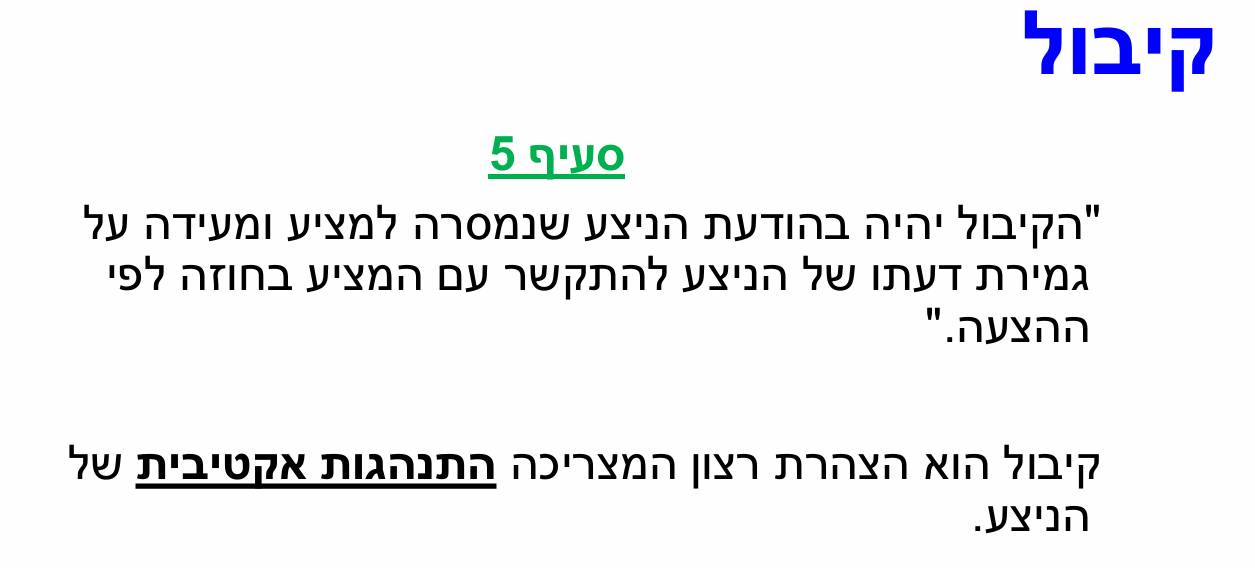 קיבול
סעיף 5
"הקיבול יהיה בהודעת הניצע שנמסרה למציע ומעידה על
גמירת דעתו של הניצע להתקשר עם המציע בחוזה לפי
ההצעה."
קיבול הוא הצהרת רצון המצריכה התנהגות אקטיבית של
הניצע.